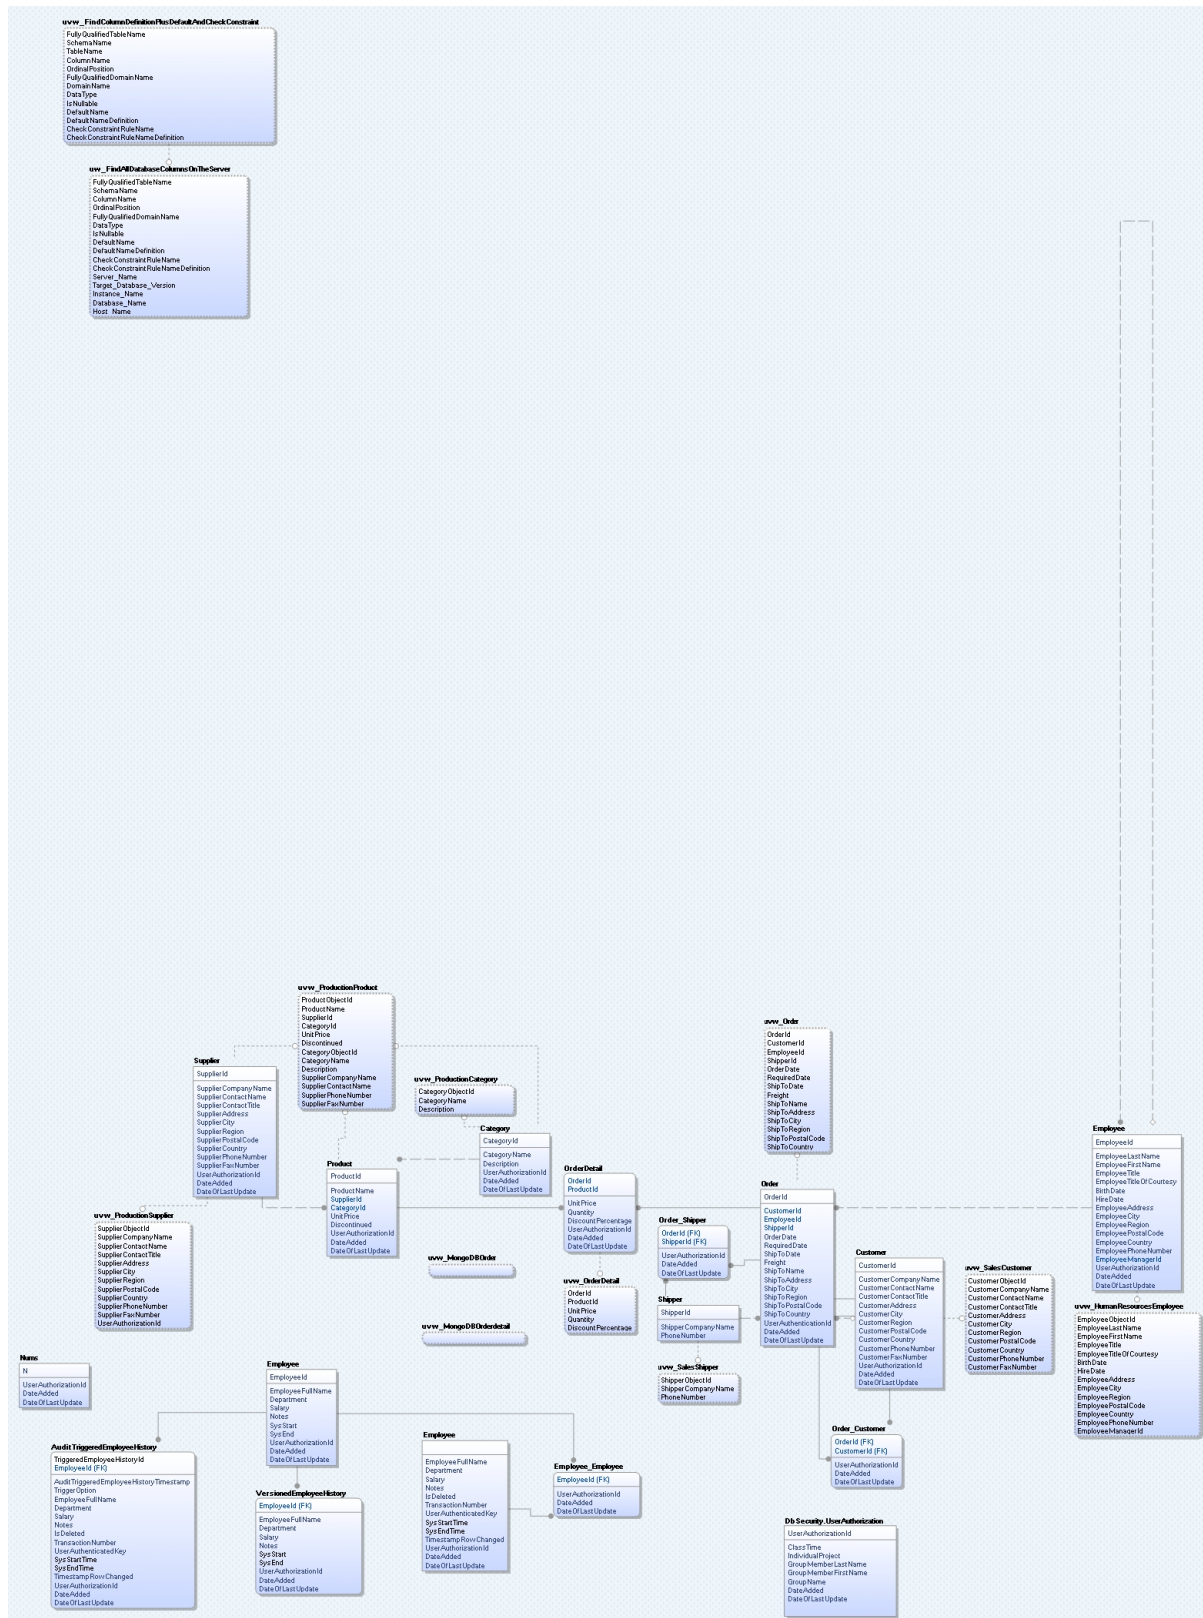 uvw_FindColumnDefinitionPlusDefaultAndCheckConstraint
FullyQualifiedTableName
SchemaName
TableName
ColumnName
OrdinalPosition
FullyQualifiedDomainName
DomainName
DataType
IsNullable
DefaultName
DefaultNameDefinition
CheckConstraintRuleName
CheckConstraintRuleNameDefinition
uvw_FindAllDatabaseColumnsOnTheServer
FullyQualifiedTableName
SchemaName
ColumnName
OrdinalPosition
FullyQualifiedDomainName
DataType
IsNullable
DefaultName
DefaultNameDefinition
CheckConstraintRuleName
CheckConstraintRuleNameDefinition
Server_Name
Target_Database_Version
Instance_Name
Database_Name
Host_Name
uvw_ProductionProduct
ProductObjectId
ProductName
SupplierId
CategoryId
UnitPrice
Discontinued
CategoryObjectId
CategoryName
Description
SupplierCompanyName
SupplierContactName
SupplierPhoneNumber
SupplierFaxNumber
Supplier
SupplierId
SupplierCompanyName
SupplierContactName
SupplierContactTitle
SupplierAddress
SupplierCity
SupplierRegion
SupplierPostalCode
SupplierCountry
SupplierPhoneNumber
SupplierFaxNumber
UserAuthorizationId
DateAdded
DateOfLastUpdate
uvw_ProductionCategory
CategoryObjectId
CategoryName
Description
Category
CategoryId
CategoryName
Description
UserAuthorizationId
DateAdded
DateOfLastUpdate
Product
ProductId
ProductName
SupplierId
CategoryId
UnitPrice
Discontinued
UserAuthorizationId
DateAdded
DateOfLastUpdate
OrderDetail
OrderId
ProductId
UnitPrice
Quantity
DiscountPercentage
UserAuthorizationId
DateAdded
DateOfLastUpdate
uvw_Order
OrderId
CustomerId
EmployeeId
ShipperId
OrderDate
RequiredDate
ShipToDate
Freight
ShipToName
ShipToAddress
ShipToCity
ShipToRegion
ShipToPostalCode
ShipToCountry
Employee
EmployeeId
EmployeeLastName
EmployeeFirstName
EmployeeTitle
EmployeeTitleOfCourtesy
BirthDate
HireDate
EmployeeAddress
EmployeeCity
EmployeeRegion
EmployeePostalCode
EmployeeCountry
EmployeePhoneNumber
EmployeeManagerId
UserAuthorizationId
DateAdded
DateOfLastUpdate
Order
OrderId
CustomerId
EmployeeId
ShipperId
OrderDate
RequiredDate
ShipToDate
Freight
ShipToName
ShipToAddress
ShipToCity
ShipToRegion
ShipToPostalCode
ShipToCountry
UserAuthenticationId
DateAdded
DateOfLastUpdate
uvw_ProductionSupplier
SupplierObjectId
SupplierCompanyName
SupplierContactName
SupplierContactTitle
SupplierAddress
SupplierCity
SupplierRegion
SupplierPostalCode
SupplierCountry
SupplierPhoneNumber
SupplierFaxNumber
UserAuthorizationId
Order_Shipper
OrderId (FK)
ShipperId (FK)
UserAuthorizationId
DateAdded
DateOfLastUpdate
uvw_MongoDBOrder
uvw_OrderDetail
OrderId
ProductId
UnitPrice
Quantity
DiscountPercentage
Shipper
ShipperId
ShipperCompanyName
PhoneNumber
Customer
CustomerId
CustomerCompanyName
CustomerContactName
CustomerContactTitle
CustomerAddress
CustomerCity
CustomerRegion
CustomerPostalCode
CustomerCountry
CustomerPhoneNumber
CustomerFaxNumber
UserAuthorizationId
DateAdded
DateOfLastUpdate
uvw_SalesCustomer
CustomerObjectId
CustomerCompanyName
CustomerContactName
CustomerContactTitle
CustomerAddress
CustomerCity
CustomerRegion
CustomerPostalCode
CustomerCountry
CustomerPhoneNumber
CustomerFaxNumber
uvw_HumanResourcesEmployee
EmployeeObjectId
EmployeeLastName
EmployeeFirstName
EmployeeTitle
EmployeeTitleOfCourtesy
BirthDate
HireDate
EmployeeAddress
EmployeeCity
EmployeeRegion
EmployeePostalCode
EmployeeCountry
EmployeePhoneNumber
EmployeeManagerId
uvw_MongoDBOrderdetail
uvw_SalesShipper
ShipperObjectId
ShipperCompanyName
PhoneNumber
Nums
N
UserAuthorizationId
DateAdded
DateOfLastUpdate
Employee
EmployeeId
EmployeeFullName
Department
Salary
Notes
SysStart
SysEnd
UserAuthorizationId
DateAdded
DateOfLastUpdate
Order_Customer
OrderId (FK)
CustomerId (FK)
UserAuthorizationId
DateAdded
DateOfLastUpdate
Employee
EmployeeFullName
Department
Salary
Notes
IsDeleted
TransactionNumber
UserAuthenticatedKey
SysStartTime
SysEndTime
TimestampRowChanged
UserAuthorizationId
DateAdded
DateOfLastUpdate
AuditTriggeredEmployeeHistory
TriggeredEmployeeHistoryId
EmployeeId (FK)
AuditTriggeredEmployeeHistoryTimestamp
TriggerOption
EmployeeFullName
Department
Salary
Notes
IsDeleted
TransactionNumber
UserAuthenticatedKey
SysStartTime
SysEndTime
TimestampRowChanged
UserAuthorizationId
DateAdded
DateOfLastUpdate
Employee_Employee
EmployeeId (FK)
UserAuthorizationId
DateAdded
DateOfLastUpdate
VersionedEmployeeHistory
EmployeeId (FK)
EmployeeFullName
Department
Salary
Notes
SysStart
SysEnd
UserAuthorizationId
DateAdded
DateOfLastUpdate
DbSecurity.UserAuthorization
UserAuthorizationId
ClassTime
IndividualProject
GroupMemberLastName
GroupMemberFirstName
GroupName
DateAdded
DateOfLastUpdate